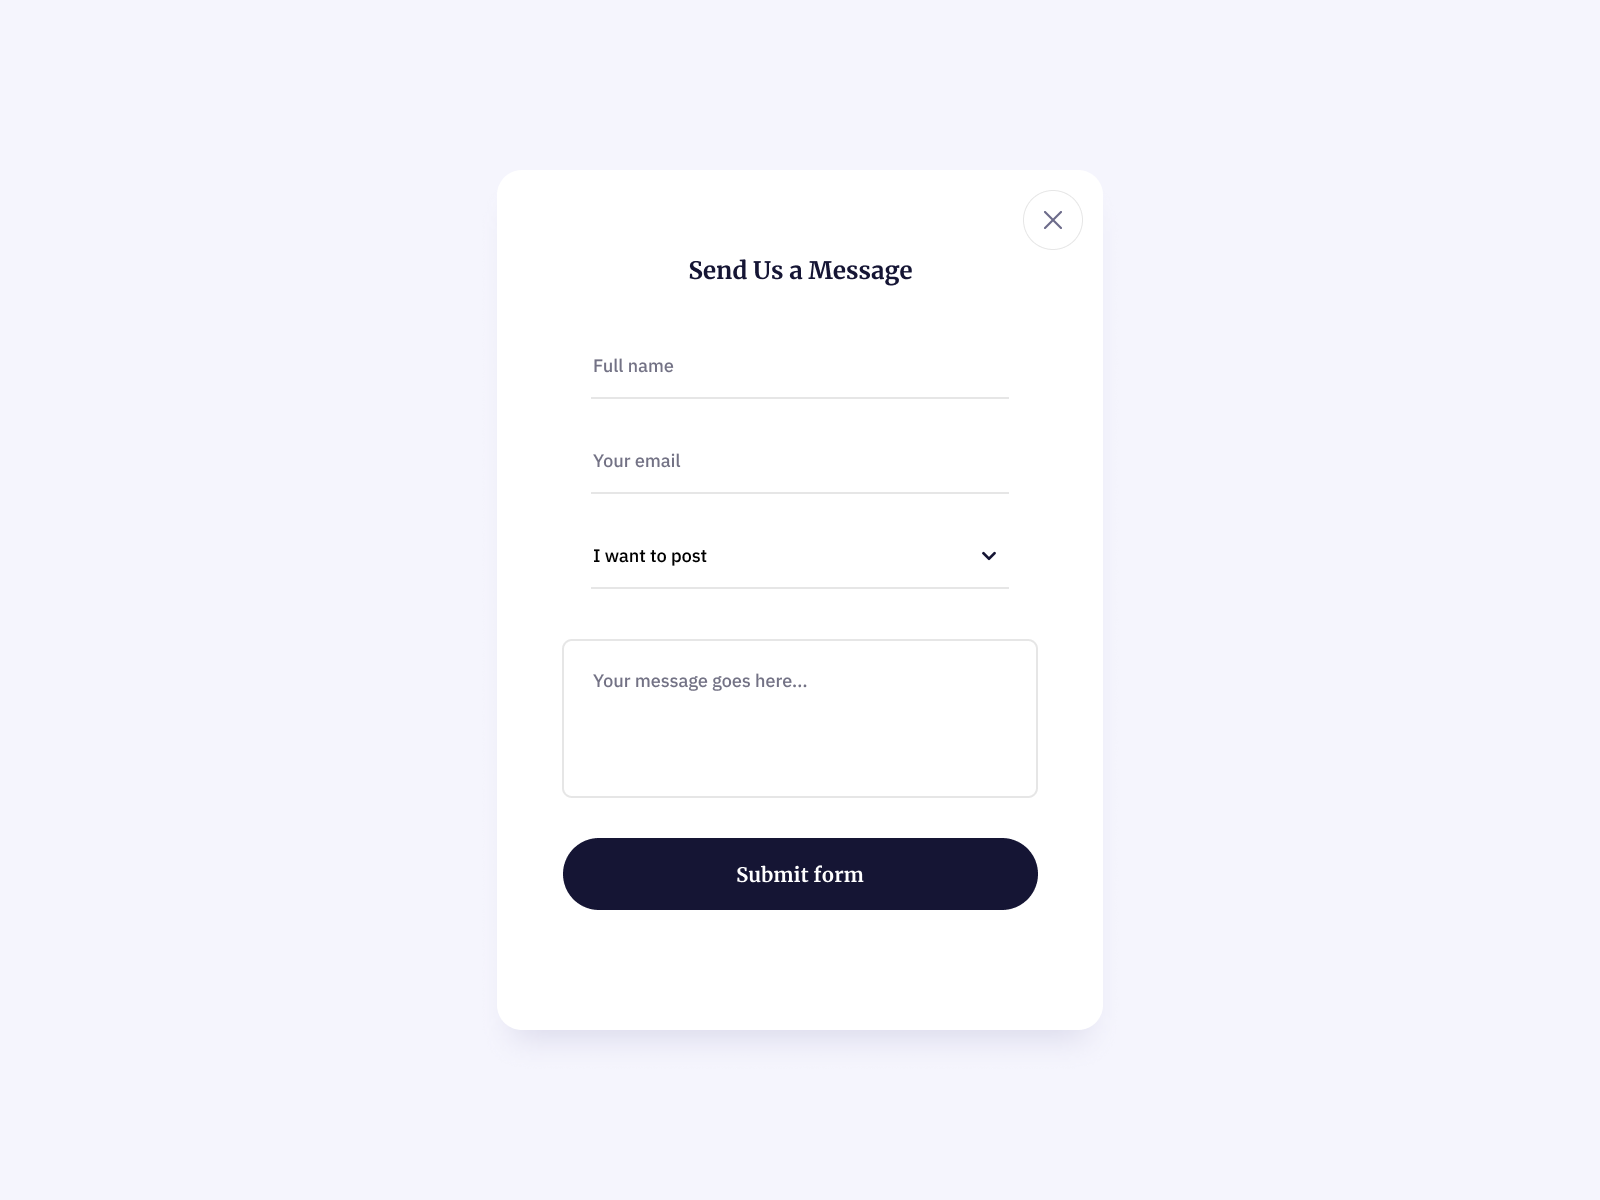 Send Us a Message
Full name
Your email
I want to post
Your message goes here...
Submit form